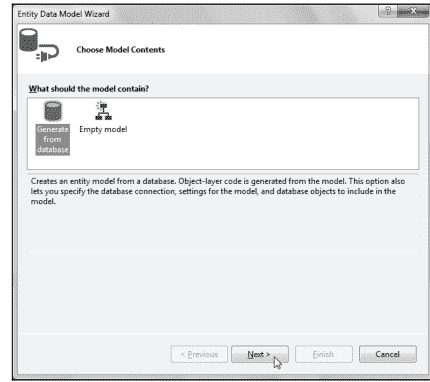 Entity Data Model Wizard
Choose Model Contents
What should the model contain?
Generate from database
Empty model
Creates an entity model from a database. Object-layer code is generated from the model. This option also
lets you specify the database connection, settings for the model, and database objects to include in the
model.
< Previous
Next >
Finish
Cancel